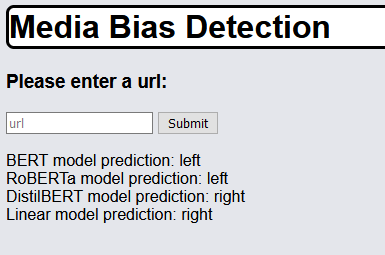 Media Bias Detection
Please enter a url:
url
Submit
BERT model prediction: left
RoBERTa model prediction: left
DistilBERT model prediction: right
Linear model prediction: right